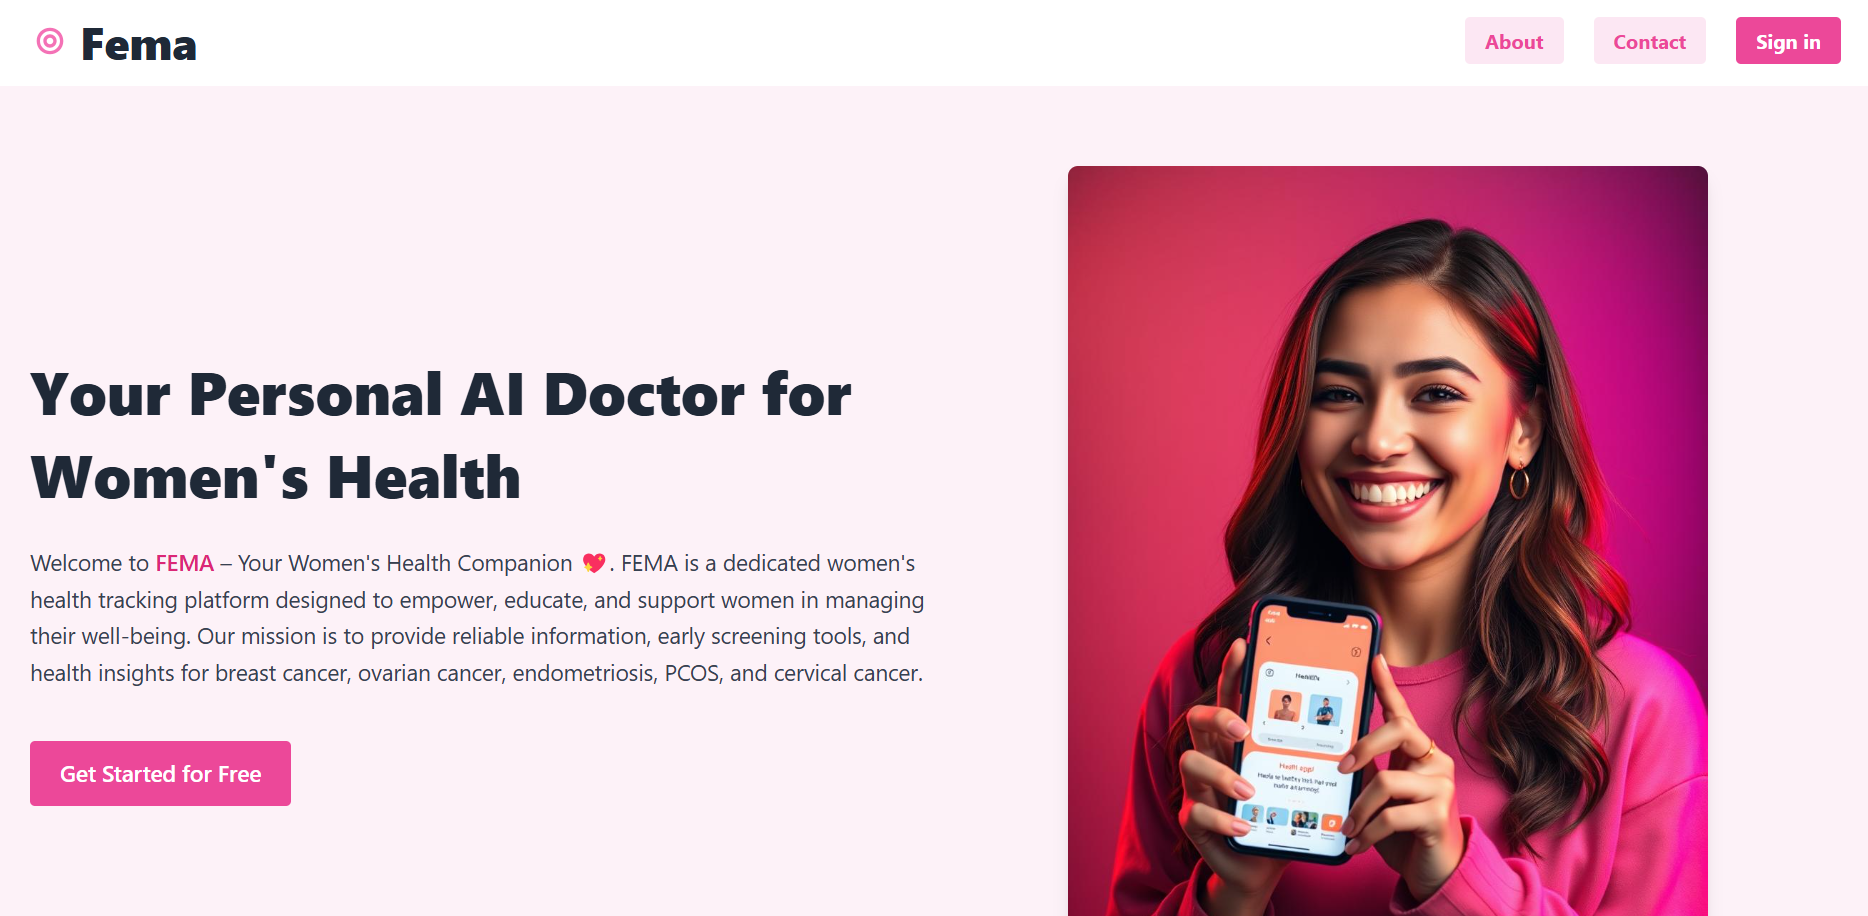 Fema
About
Contact
Sign in
Your Personal AI Doctor for
Women's Health
Welcome to FEMA – Your Women's Health Companion 💖. FEMA is a dedicated women's
health tracking platform designed to empower, educate, and support women in managing
their well-being. Our mission is to provide reliable information, early screening tools, and
health insights for breast cancer, ovarian cancer, endometriosis, PCOS, and cervical cancer.
Get Started for Free